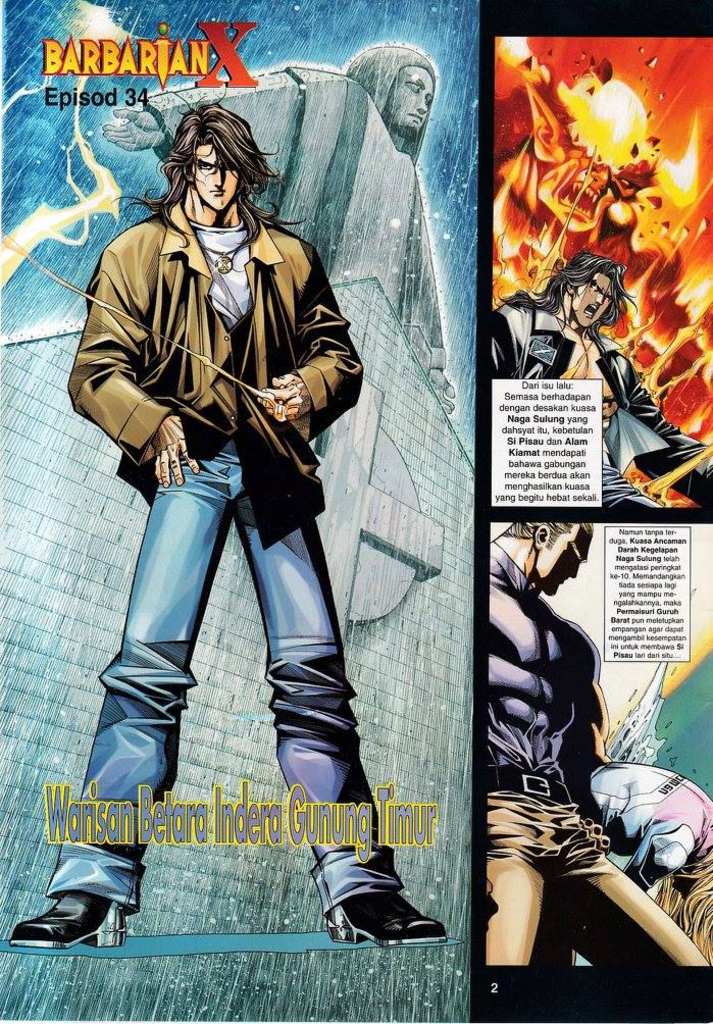 BARBARIAN X
Episod 34
Warisan Betara Indera Gunung Timur
Dari isu lalu:
Semasa berhadapan
dengan desakan kuasa
Naga Sulung yang
dahsyat itu, kebetulan
Si Pisau dan Alam
Kiamat mendapati
bahawa gabungan
mereka berdua akan
menghasilkan kuasa
yang begitu hebat sekali.
Namun tanpa ter-
duga, Kuasa Ancaman
Darah Kegelapan
Naga Sulung telah
mengatasi peringkat
ke-10. Memandangkan
tiada sesiapa lagi
yang mampu me-
ngalahkannya, maka
Permaisuri Guruh
Barat pun meletupkan
empangan agar dapat
mengambil kesempatan
ini untuk membawa Si
Pisau lari dari situ....
2